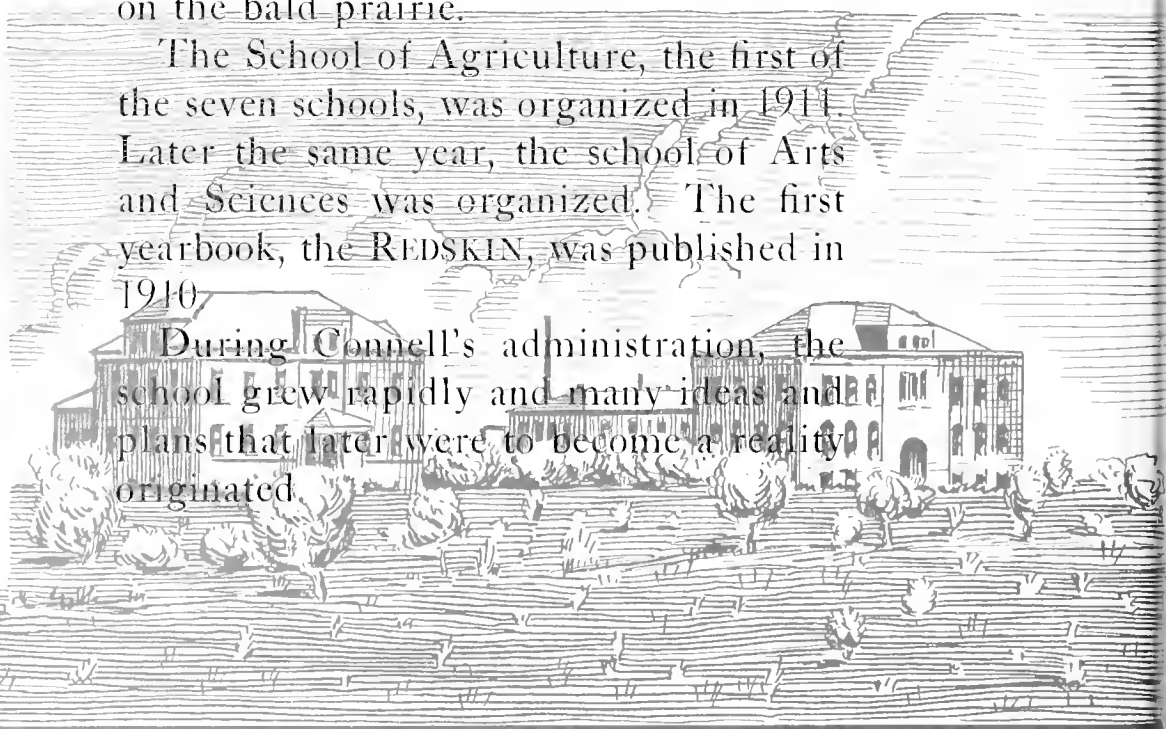 on the bald prairie.
The School of Agriculture, the first of
the seven schools, was organized in 1911.
Later the same year, the school of Arts
and Sciences was organized. The first
yearbook, the REDSKIN, was published in
1910.
During Connell's administration, the
school grew rapidly and many ideas and
plans that later were to become a reality
originated